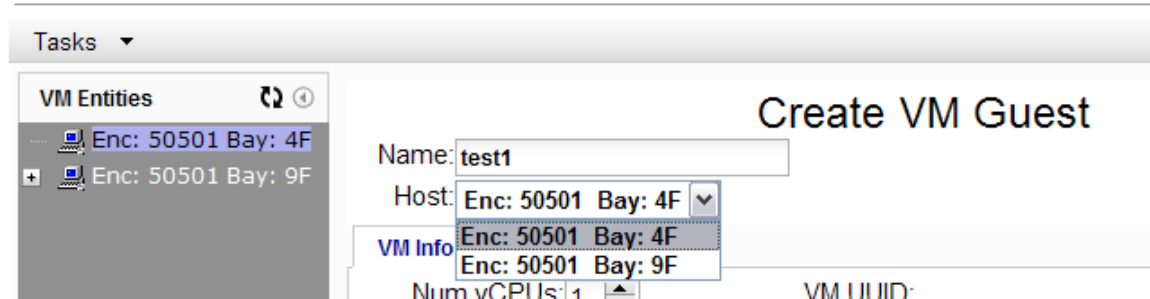 Tasks
VM Entities
Enc: 50501 Bay: 4F
Enc: 50501 Bay: 9F
Create VM Guest
Name: test1
Host: Enc: 50501 Bay: 4F
Enc: 50501 Bay: 4F
Enc: 50501 Bay: 9F
VM Info
Num vCPUs: 1
VM UUID: